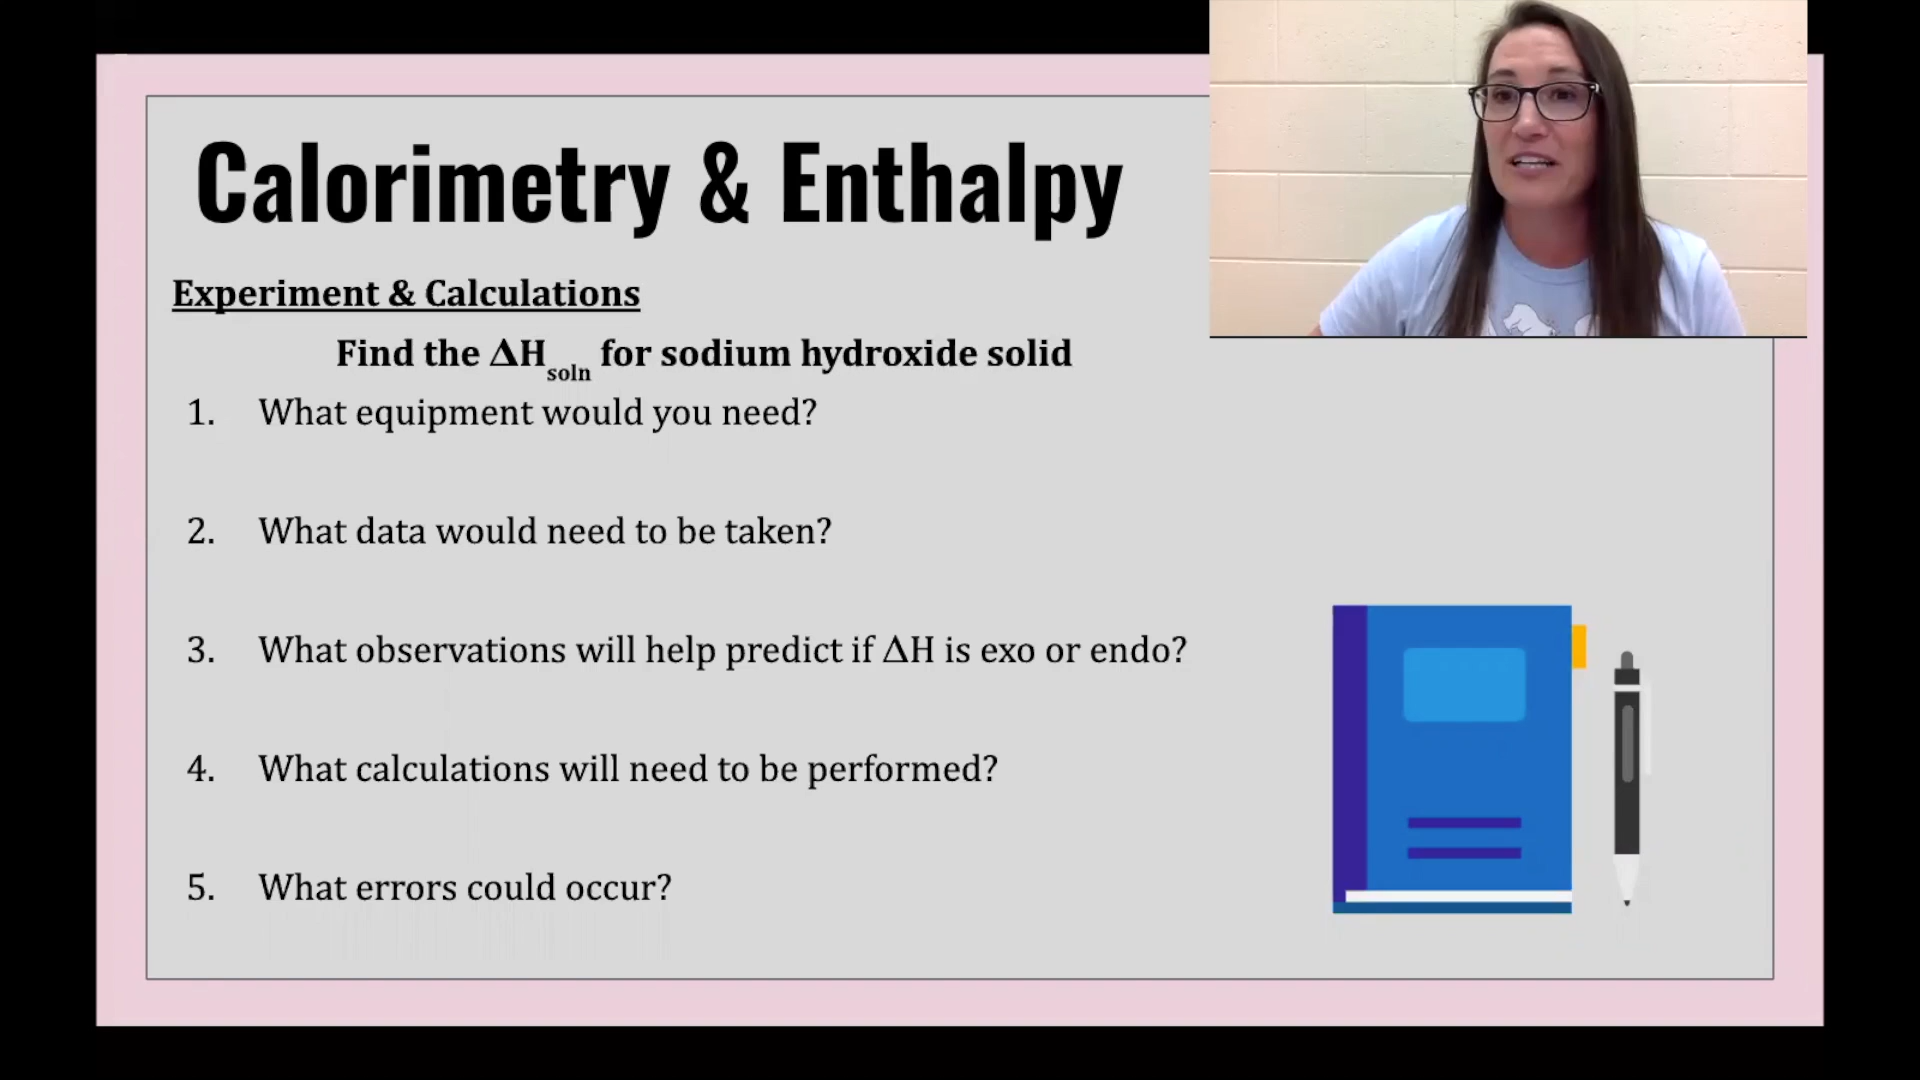 Calorimetry & Enthalpy
Experiment & Calculations
Find the ΔHsoln for sodium hydroxide solid
1. What equipment would you need?
2. What data would need to be taken?
3. What observations will help predict if ΔH is exo or endo?
4. What calculations will need to be performed?
5. What errors could occur?